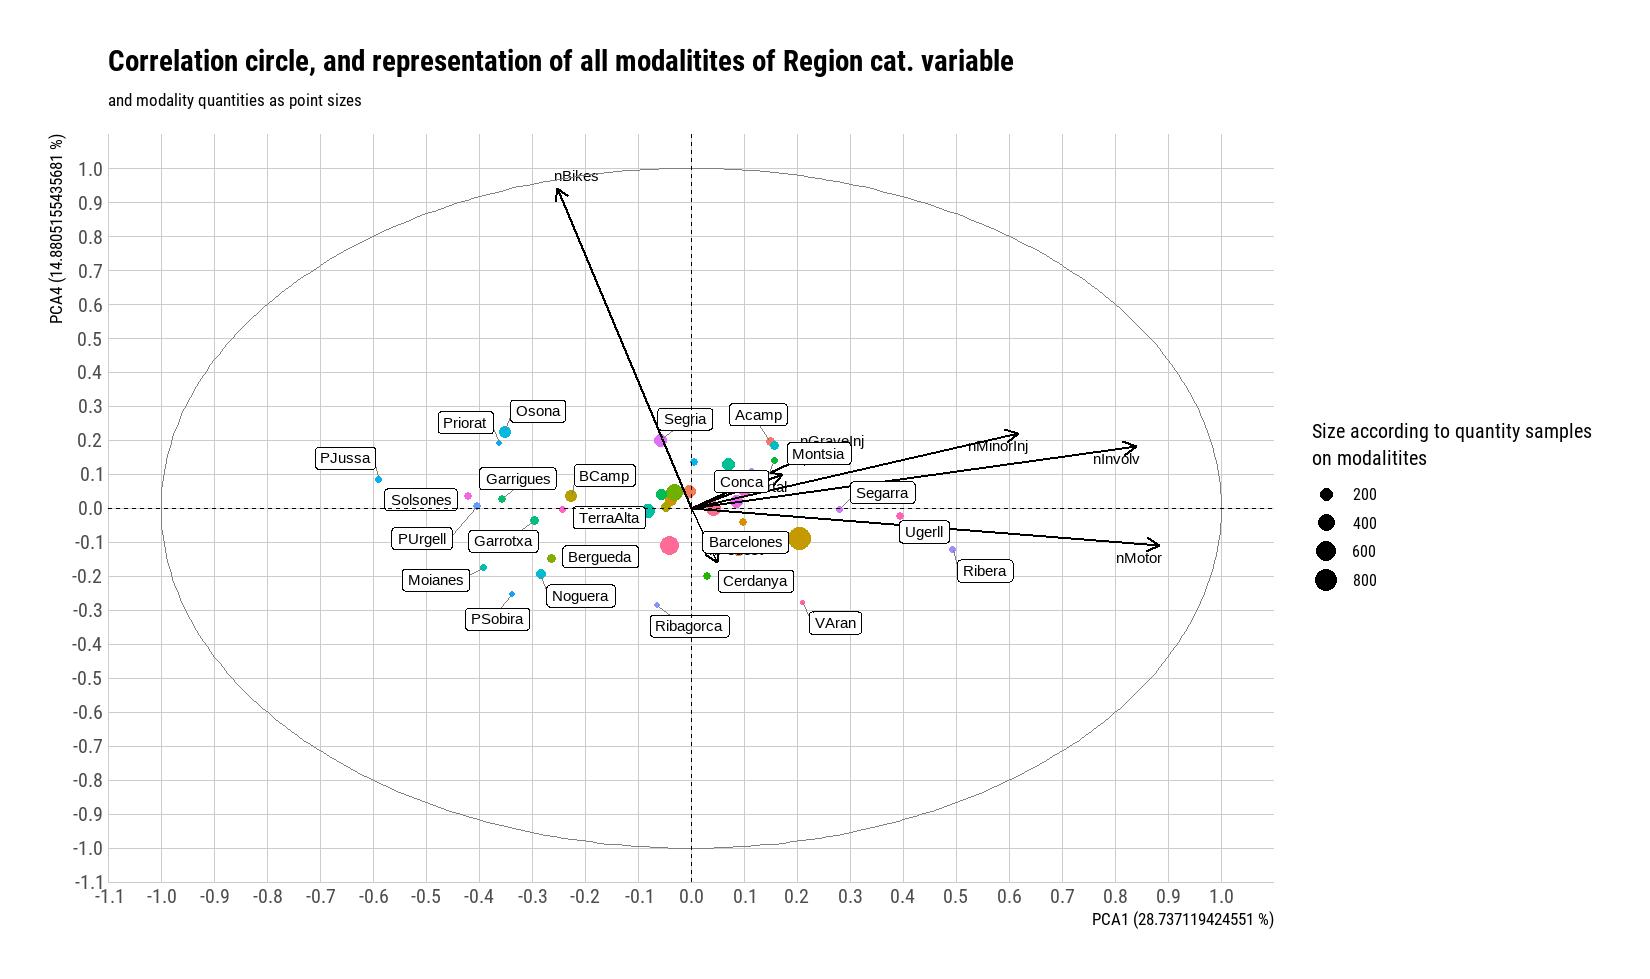 Correlation circle, and representation of all modalitites of Region cat. variable
and modality quantities as point sizes
PCA4 (14.8805155435681 %)
1.0
0.9
0.8
0.7
0.6
0.5
0.4
0.3
0.2
0.1
0.0
-0.1
-0.2
-0.3
-0.4
-0.5
-0.6
-0.7
-0.8
-0.9
-1.0
-1.1
nBikes
Osona
Priorat
Segria
Acamp
nGraveInj
nMinorInj
Montsia
nInvolv
PJussa
BCamp
Garrigues
Conca
Segarra
Solsones
TerraAlta
Ugerll
PUrgell
Garrotxa
Barcelones
nMotor
Bergueda
Ribera
Moianes
Cerdanya
Noguera
PSobira
VAran
Ribagorca
-1.1 -1.0 -0.9 -0.8 -0.7 -0.6 -0.5 -0.4 -0.3 -0.2 -0.1 0.0 0.1 0.2 0.3 0.4 0.5 0.6 0.7 0.8 0.9 1.0
PCA1 (28.737119424551 %)
Size according to quantity samples
on modalitites
200
400
600
800